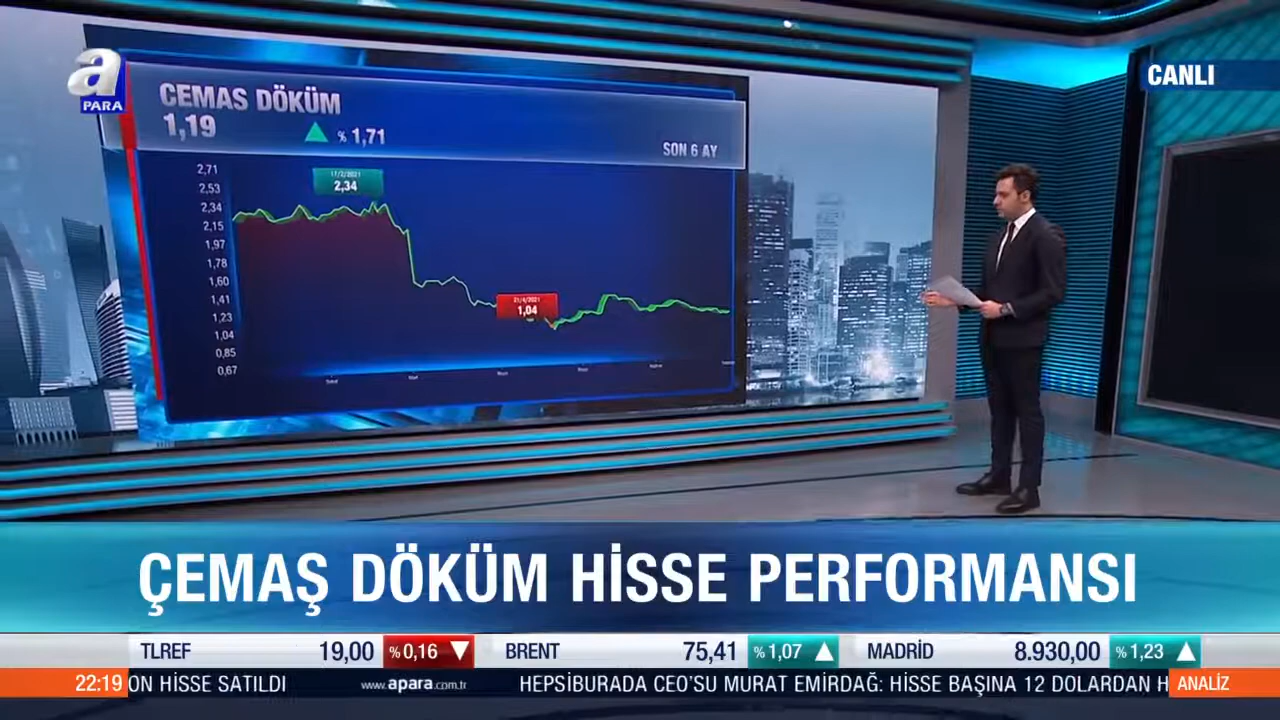 a
PARA
CANLI
CEMAS DÖKÜM
1,19 % 1,71
SON 6 AY
2,71
2,53
2,34
2,15
1,97
1,78
1,60
1,41
1,23
1,04
0,85
0,67
17/2/2021
2,34
21/4/2021
1,04
ÇEMAŞ DÖKÜM HİSSE PERFORMANSI
TLREF 19,00 %0,16 BRENT 75,41 %1,07 MADRİD 8.930,00 %1,23
22:19 ON HİSSE SATILDI www.apara.com.tr HEPSİBURADA CEO'SU MURAT EMİRDAĞ: HİSSE BAŞINA 12 DOLARDAN H ANALİZ